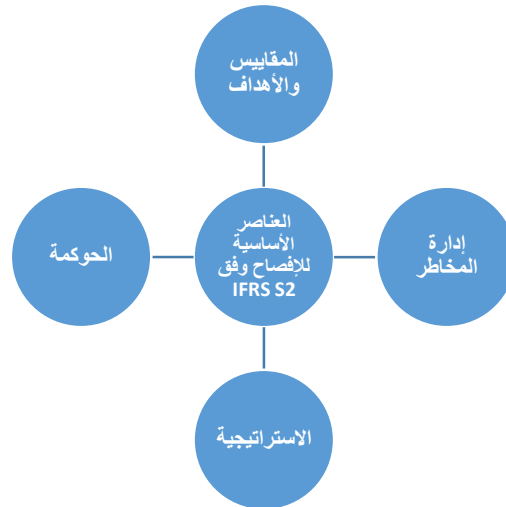 المقاييس
والأهداف
إدارة
المخاطر
العناصر
الأساسية
للإفصاح وفق
IFRS S2
الحوكمة
الاستراتيجية